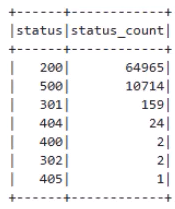 +------+------------+
|status|status_count|
+------+------------+
|   200|       64965|
|   500|       10714|
|   301|         159|
|   404|          24|
|   400|           2|
|   302|           2|
|   405|           1|
+------+------------+